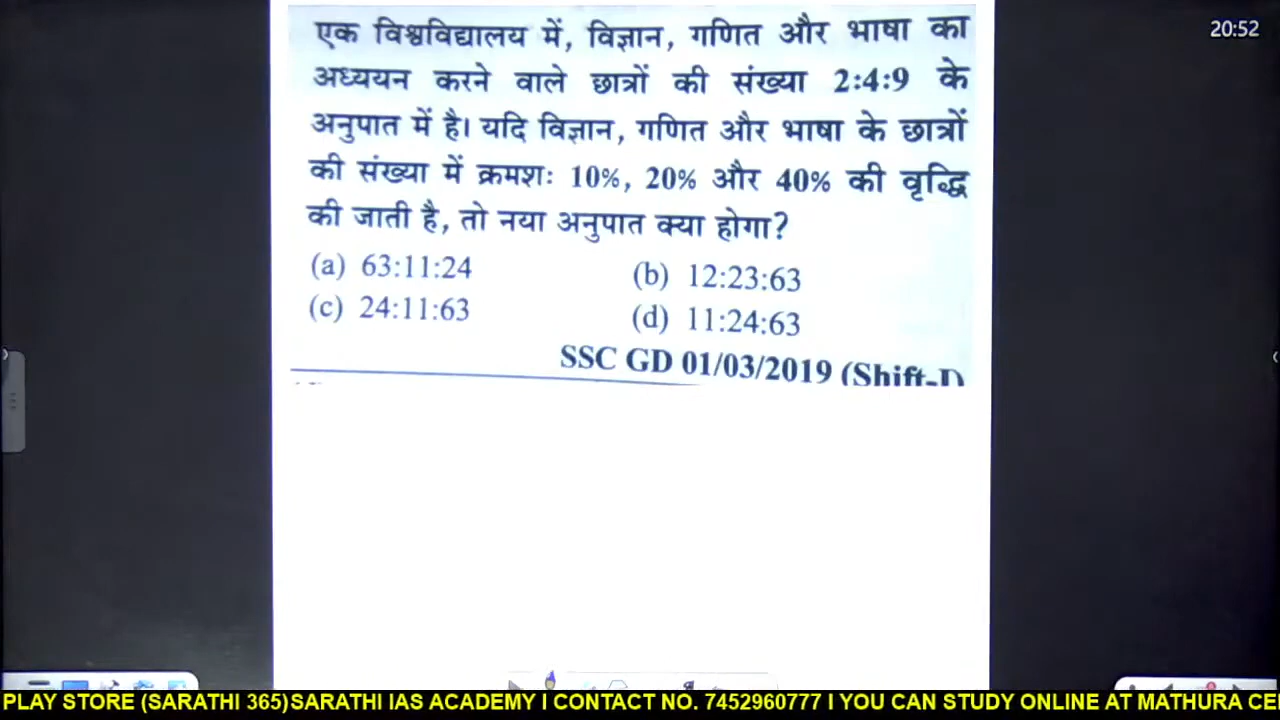 20:52
एक विश्वविद्यालय में, विज्ञान, गणित और भाषा का
अध्ययन करने वाले छात्रों की संख्या 2:4:9 के
अनुपात में है। यदि विज्ञान, गणित और भाषा के छात्रों
की संख्या में क्रमशः 10%, 20% और 40% की वृद्धि
की जाती है, तो नया अनुपात क्या होगा?
(a) 63:11:24 (b) 12:23:63
(c) 24:11:63 (d) 11:24:63
SSC GD 01/03/2019 (Shift-I)
PLAY STORE (SARATHI 365)SARATHI IAS ACADEMY I CONTACT NO. 7452960777 I YOU CAN STUDY ONLINE AT MATHURA CE